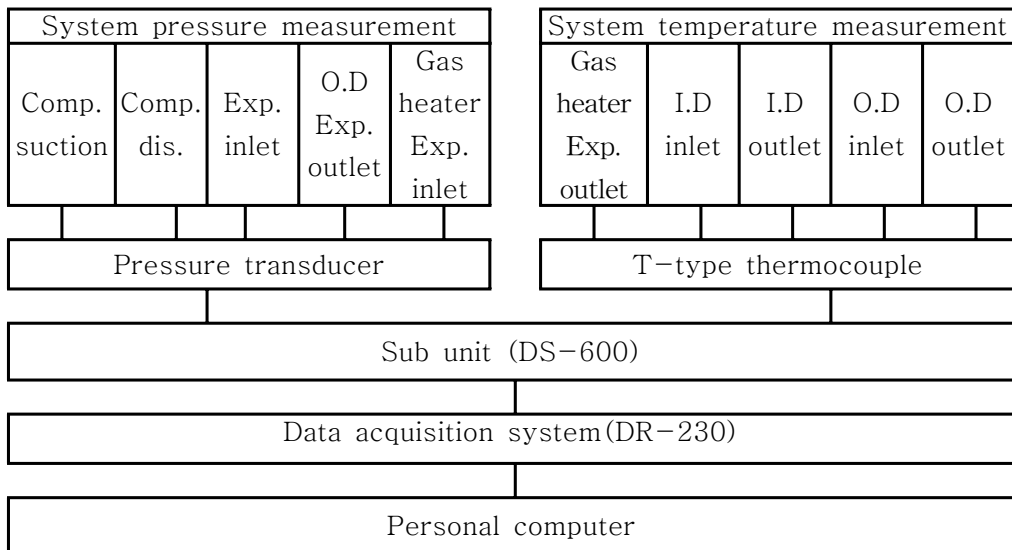 System pressure measurement
Comp.
suction
Comp.
dis.
Exp.
inlet
O.D
Exp.
outlet
Gas
heater
Exp.
inlet
System temperature measurement
Gas
heater
Exp.
outlet
I.D
inlet
I.D
outlet
O.D
inlet
O.D
outlet
Pressure transducer
T-type thermocouple
Sub unit (DS-600)
Data acquisition system(DR-230)
Personal computer